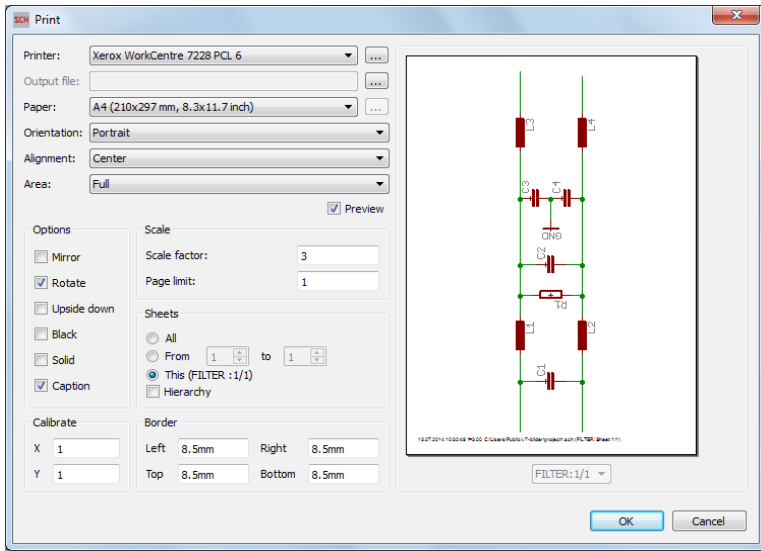 SCH Print
Printer: Xerox WorkCentre 7228 PCL 6 ...
Output file: ...
Paper: A4 (210x297 mm, 8.3x11.7 inch) ...
Orientation: Portrait
Alignment: Center
Area: Full
Preview
Options
Mirror
Rotate
Upside down
Black
Solid
Caption
Scale
Scale factor: 3
Page limit: 1
Sheets
All
From 1 to 1
This (FILTER :1/1)
Hierarchy
Calibrate
X 1
Y 1
Border
Left 8.5mm Right 8.5mm
Top 8.5mm Bottom 8.5mm
L3 L4
C3 C4
GND
C2
R1
L1 L2
C1
FILTER:1/1
OK Cancel